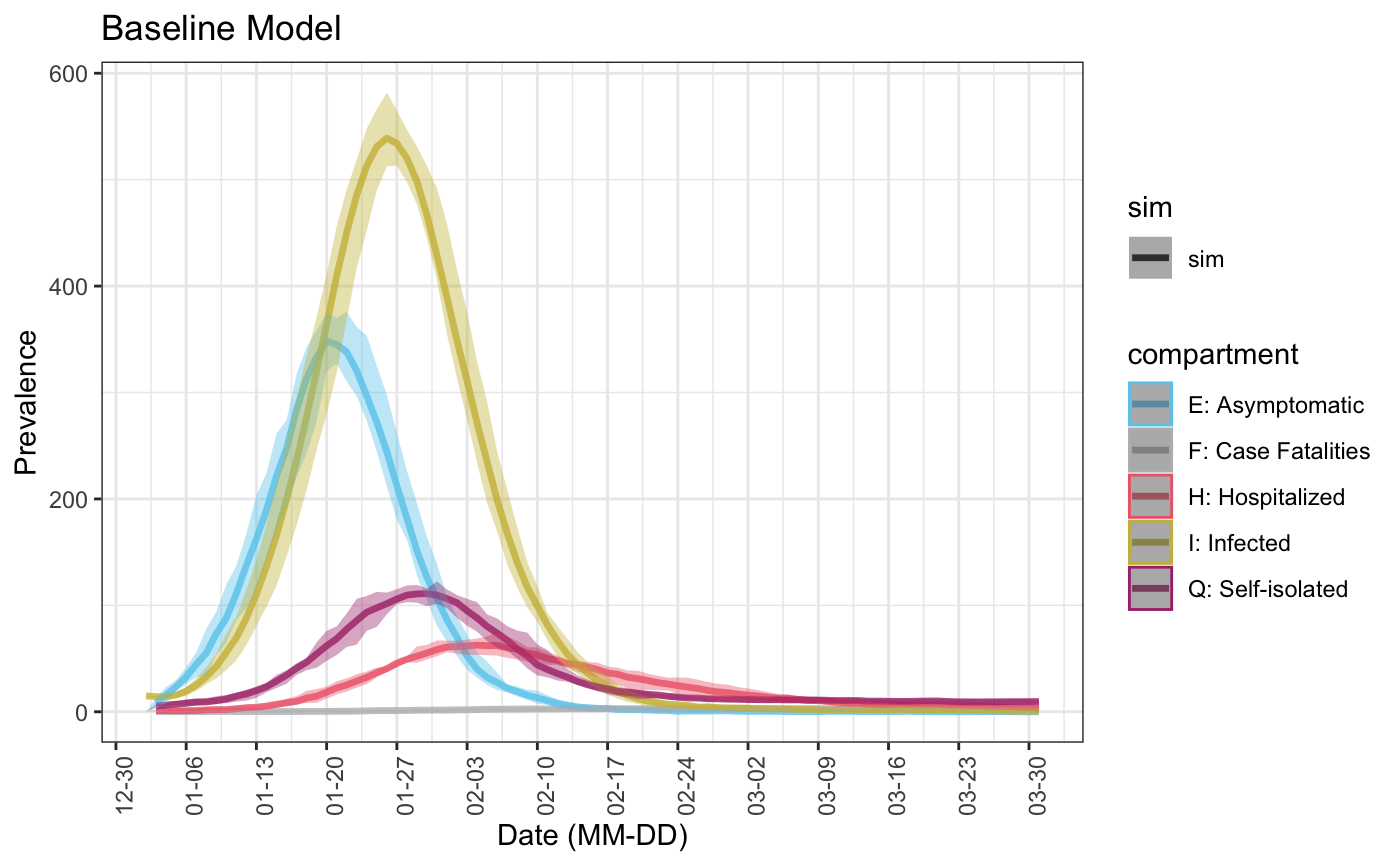 Baseline Model
600
400
200
0
Prevalence
12-30
01-06
01-13
01-20
01-27
02-03
02-10
02-17
02-24
03-02
03-09
03-16
03-23
03-30
Date (MM-DD)
sim
sim
compartment
E: Asymptomatic
F: Case Fatalities
H: Hospitalized
I: Infected
Q: Self-isolated